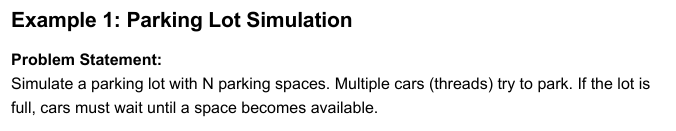 Example 1: Parking Lot Simulation
Problem Statement:
Simulate a parking lot with N parking spaces. Multiple cars (threads) try to park. If the lot is
full, cars must wait until a space becomes available.